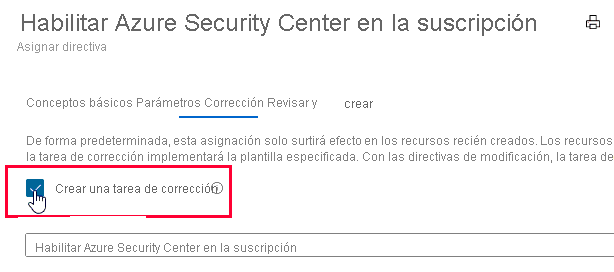 Habilitar Azure Security Center en la suscripción
Asignar directiva
Conceptos básicos Parámetros Corrección Revisar y crear
De forma predeterminada, esta asignación solo surtirá efecto en los recursos recién creados. Los recursos
la tarea de corrección implementará la plantilla especificada. Con las directivas de modificación, la tarea de
Crear una tarea de corrección
Habilitar Azure Security Center en la suscripción